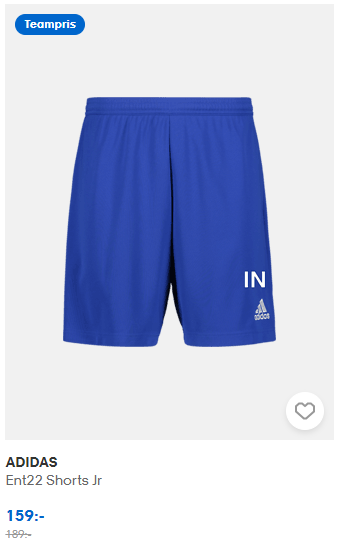 Teampris
IN
adidas
ADIDAS
Ent22 Shorts Jr
159:-
189:-